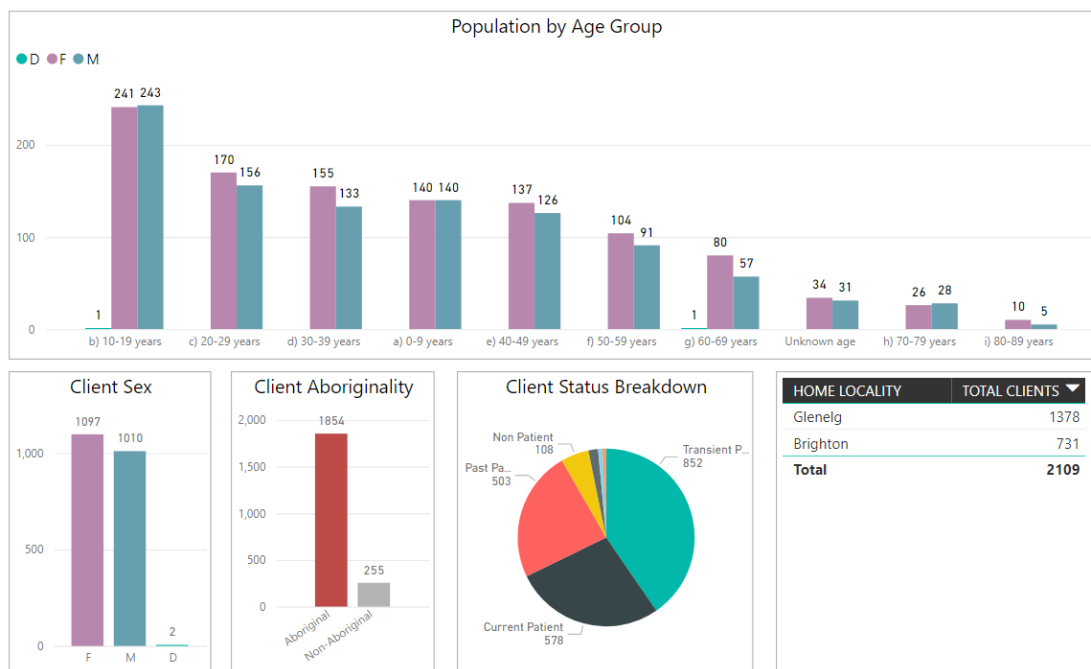 Population by Age Group
D F M
241 243
170 156
155 133
140 140
137 126
104 91
80 57
34 31
26 28
10 5
1
1
200
100
0
b) 10-19 years c) 20-29 years d) 30-39 years a) 0-9 years e) 40-49 years f) 50-59 years g) 60-69 years Unknown age h) 70-79 years i) 80-89 years
Client Sex
1097
1010
2
1,000
500
0
F M D
Client Aboriginality
2,000
1854
1,500
1,000
500
255
0
Aboriginal
Non-Aboriginal
Client Status Breakdown
Non Patient
108
Transient P...
852
Past Pa...
503
Current Patient
578
HOME LOCALITY TOTAL CLIENTS
Glenelg 1378
Brighton 731
Total 2109